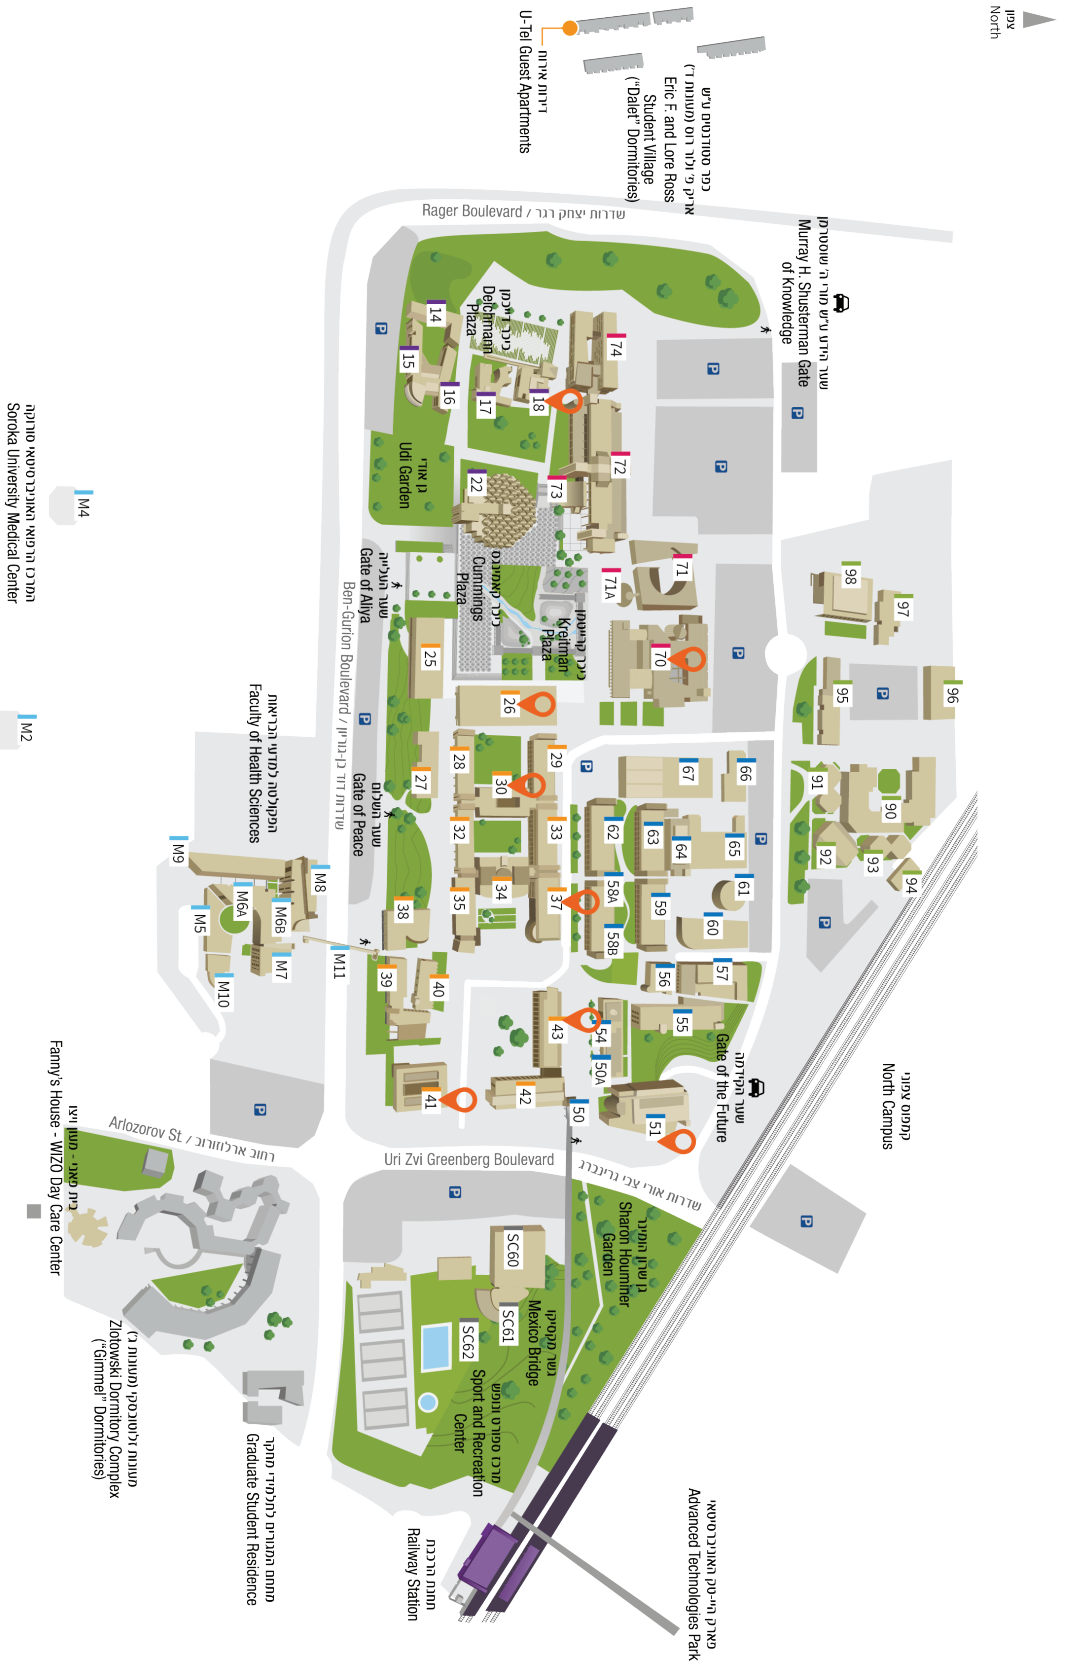 צפון
North
דירות אירוח
U-Tel Guest Apartments
כפר סטודנטים ע״ש
אריק פ׳ ולור רוס (מעונות ד׳)
Eric F. and Lore Ross
Student Village
("Dalet" Dormitories)
Rager Boulevard / שדרות יצחק רגר
שער הידע ע״ש מורי ה׳ שוסטרמן
Murray H. Shusterman Gate
of Knowledge
P
P
P
P
14
15
16
17
18
74
72
73
22
כיכר דייכמן
Deichmann
Plaza
גן אודי
Udi Garden
המרכז הרפואי האוניברסיטאי סורוקה
Soroka University Medical Center
M4
M2
שער העלייה
Gate of Aliya
כיכר קאמינגס
Cummings
Plaza
כיכר קרייטמן
Kreitman
Plaza
71
71A
70
P
98
97
96
95
P
Ben-Gurion Boulevard / שדרות דוד בן-גוריון
P
25
26
27
28
29
30
32
33
34
35
37
38
39
40
41
42
43
P
66
67
65
64
63
62
61
60
59
58A
58B
57
56
55
54
50A
50
51
P
91
90
92
93
94
P
שער השלום
Gate of Peace
הפקולטה למדעי הבריאות
Faculty of Health Sciences
M9
M8
M6A
M6B
M5
M7
M10
M11
שער הקידמה
Gate of the Future
קמפוס צפוני
North Campus
P
P
Arlozorov St. / רחוב ארלוזורוב
Uri Zvi Greenberg Boulevard
שדרות אורי צבי גרינברג
P
בית פאני - מעון ויצו
Fanny's House - WIZO Day Care Center
גן שרון הומינר
Sharon Houminer
Garden
SC60
SC61
SC62
גשר מקסיקו
Mexico Bridge
מרכז ספורט ונופש
Sport and Recreation
Center
מעונות זלוטובסקי (מעונות ג׳)
Zlotowski Dormitory Complex
("Gimmel" Dormitories)
מתחם המגורים לתלמידי מחקר
Graduate Student Residence
תחנת הרכבת
Railway Station
פארק היי-טק האוניברסיטאי
Advanced Technologies Park